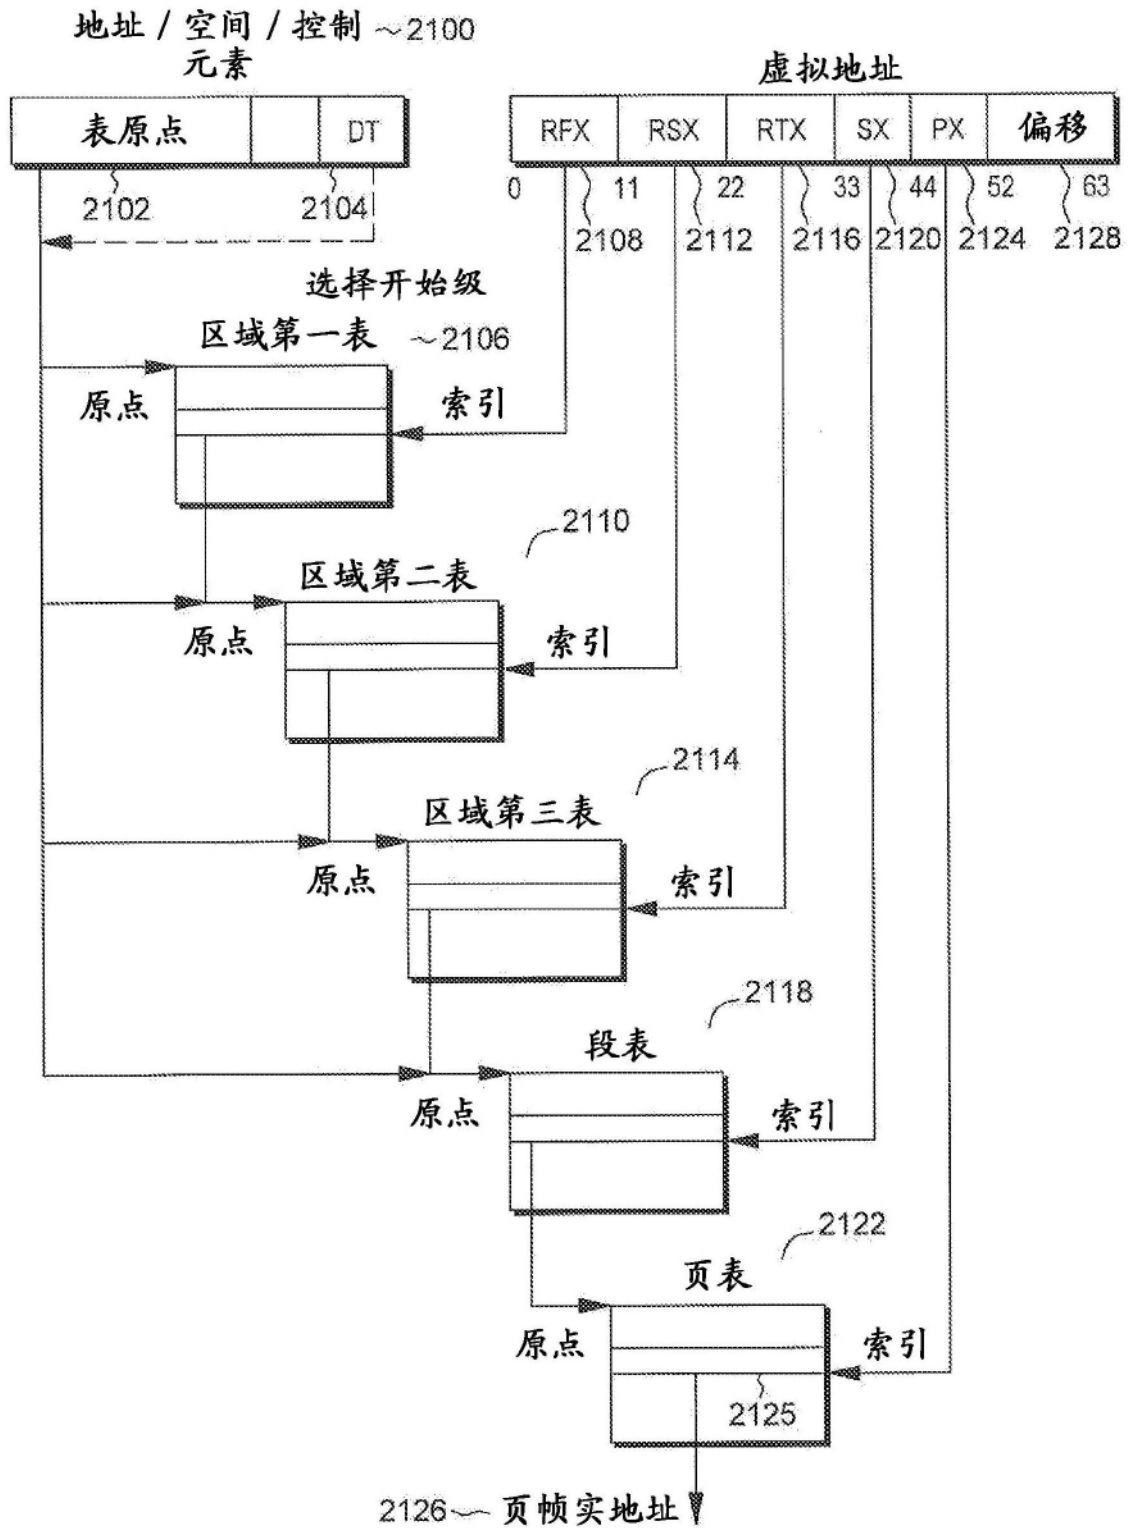 地址 / 空间 / 控制 2100
元素
虚拟地址
表原点 DT
RFX RSX RTX SX PX 偏移
0 11 22 33 44 52 63
2102 2104
2108 2112 2116 2120 2124 2128
选择开始级
区域第一表 2106
原点 索引
2110
区域第二表
原点 索引
2114
区域第三表
原点 索引
2118
段表
原点 索引
2122
页表
原点 索引
2125
2126 页帧实地址